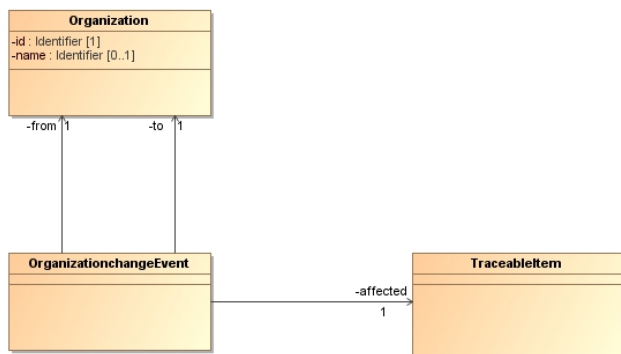 Organization
-id : Identifier [1]
-name : Identifier [0..1]
-from 1
-to 1
OrganizationchangeEvent
TraceableItem
-affected
1